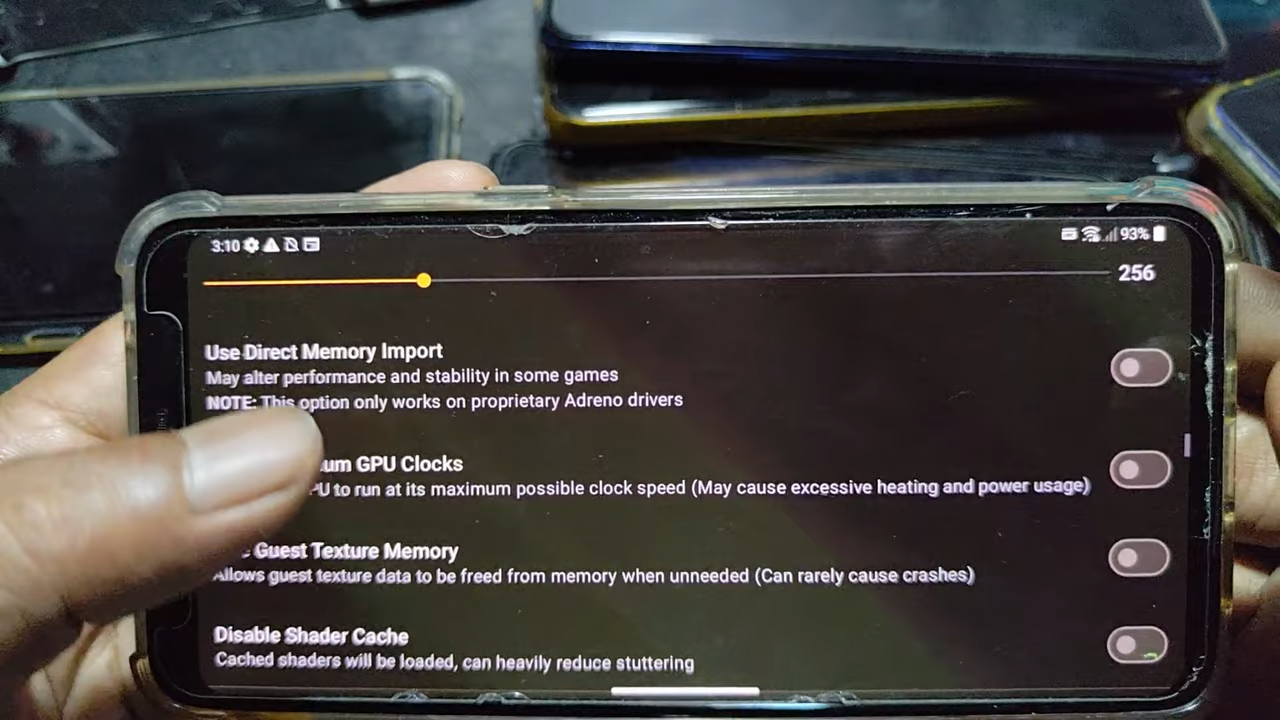 3:10 93%
256
Use Direct Memory Import
May alter performance and stability in some games
NOTE: This option only works on proprietary Adreno drivers
GPU Clocks
to run at its maximum possible clock speed (May cause excessive heating and power usage)
Guest Texture Memory
Allows guest texture data to be freed from memory when unneeded (Can rarely cause crashes)
Disable Shader Cache
Cached shaders will be loaded, can heavily reduce stuttering